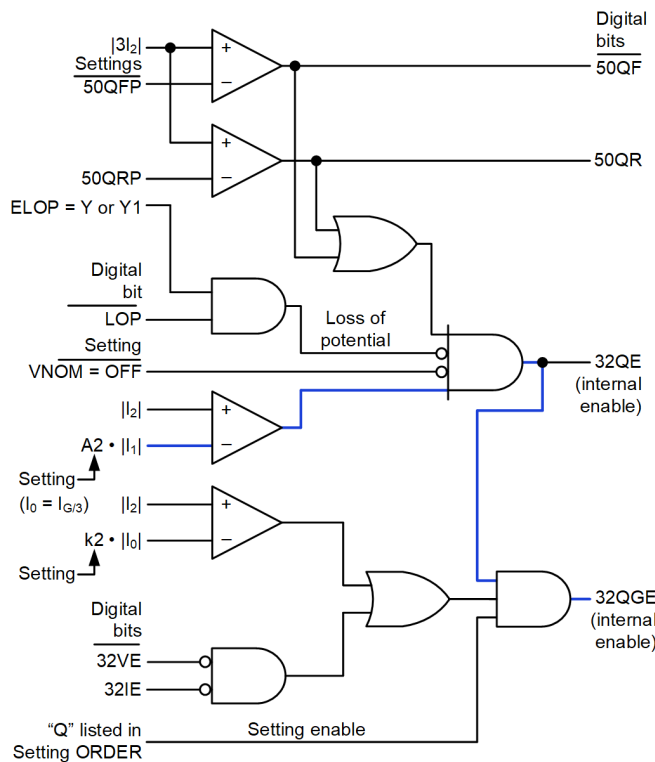 Digital
bits
|3I₂|
Settings
50QFP
50QF
+
−
+
−
50QRP
50QR
ELOP = Y or Y1
Digital
bit
LOP
Loss of
potential
Setting
VNOM = OFF
32QE
(internal
enable)
|I₂|
+
A2 • |I₁|
−
Setting
(I₀ = I_G/3)
|I₂|
+
k2 • |I₀|
−
Setting
32QGE
(internal
enable)
Digital
bits
32VE
32IE
"Q" listed in
Setting ORDER
Setting enable